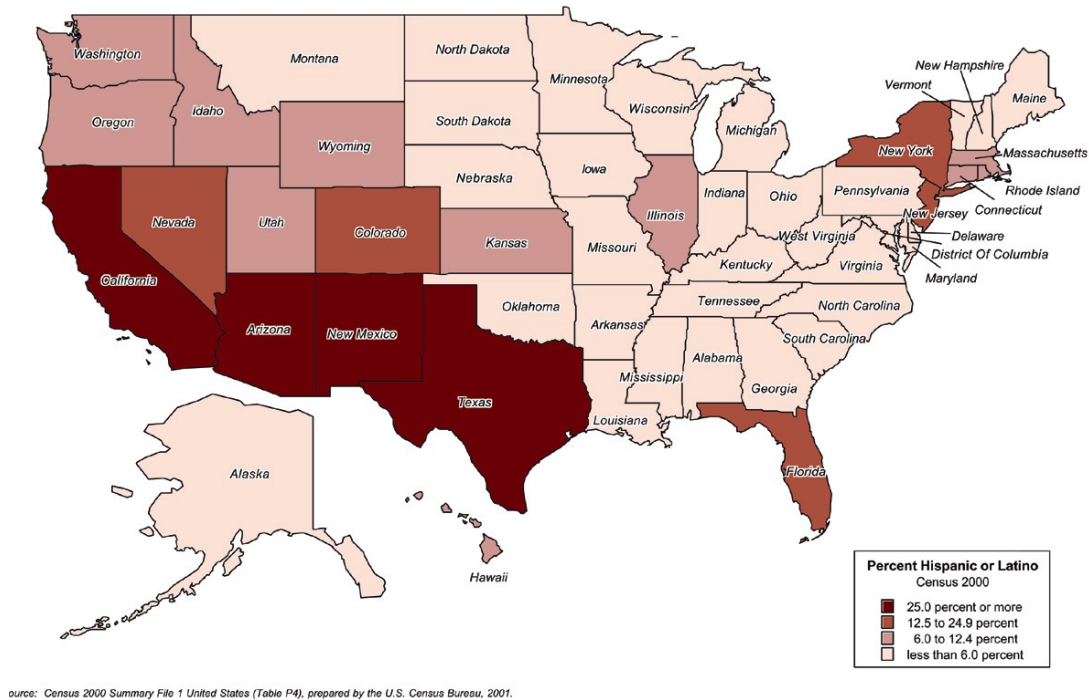 Washington
Montana
North Dakota
Minnesota
New Hampshire
Vermont
Maine
Oregon
Idaho
Wyoming
South Dakota
Wisconsin
Michigan
New York
Massachusetts
Rhode Island
Connecticut
Nebraska
Iowa
Illinois
Indiana
Ohio
Pennsylvania
New Jersey
Delaware
District Of Columbia
Maryland
Nevada
Utah
Colorado
Kansas
Missouri
Kentucky
West Virginia
Virginia
California
Arizona
New Mexico
Oklahoma
Arkansas
Tennessee
North Carolina
South Carolina
Texas
Louisiana
Mississippi
Alabama
Georgia
Florida
Alaska
Hawaii
Percent Hispanic or Latino
Census 2000
25.0 percent or more
12.5 to 24.9 percent
6.0 to 12.4 percent
less than 6.0 percent
ource: Census 2000 Summary File 1 United States (Table P4), prepared by the U.S. Census Bureau, 2001.